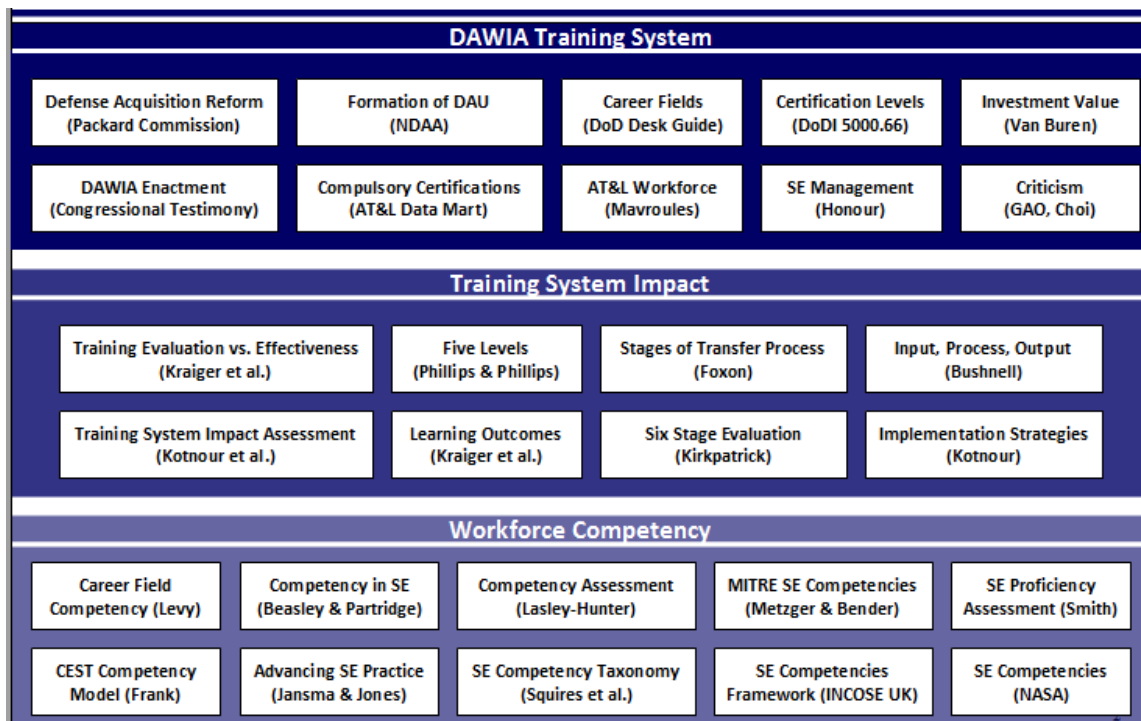 DAWIA Training System
Defense Acquisition Reform
(Packard Commission)
Formation of DAU
(NDAA)
Career Fields
(DoD Desk Guide)
Certification Levels
(DoDI 5000.66)
Investment Value
(Van Buren)
DAWIA Enactment
(Congressional Testimony)
Compulsory Certifications
(AT&L Data Mart)
AT&L Workforce
(Mavroules)
SE Management
(Honour)
Criticism
(GAO, Choi)
Training System Impact
Training Evaluation vs. Effectiveness
(Kraiger et al.)
Five Levels
(Phillips & Phillips)
Stages of Transfer Process
(Foxon)
Input, Process, Output
(Bushnell)
Training System Impact Assessment
(Kotnour et al.)
Learning Outcomes
(Kraiger et al.)
Six Stage Evaluation
(Kirkpatrick)
Implementation Strategies
(Kotnour)
Workforce Competency
Career Field
Competency (Levy)
Competency in SE
(Beasley & Partridge)
Competency Assessment
(Lasley-Hunter)
MITRE SE Competencies
(Metzger & Bender)
SE Proficiency
Assessment (Smith)
CEST Competency
Model (Frank)
Advancing SE Practice
(Jansma & Jones)
SE Competency Taxonomy
(Squires et al.)
SE Competencies
Framework (INCOSE UK)
SE Competencies
(NASA)